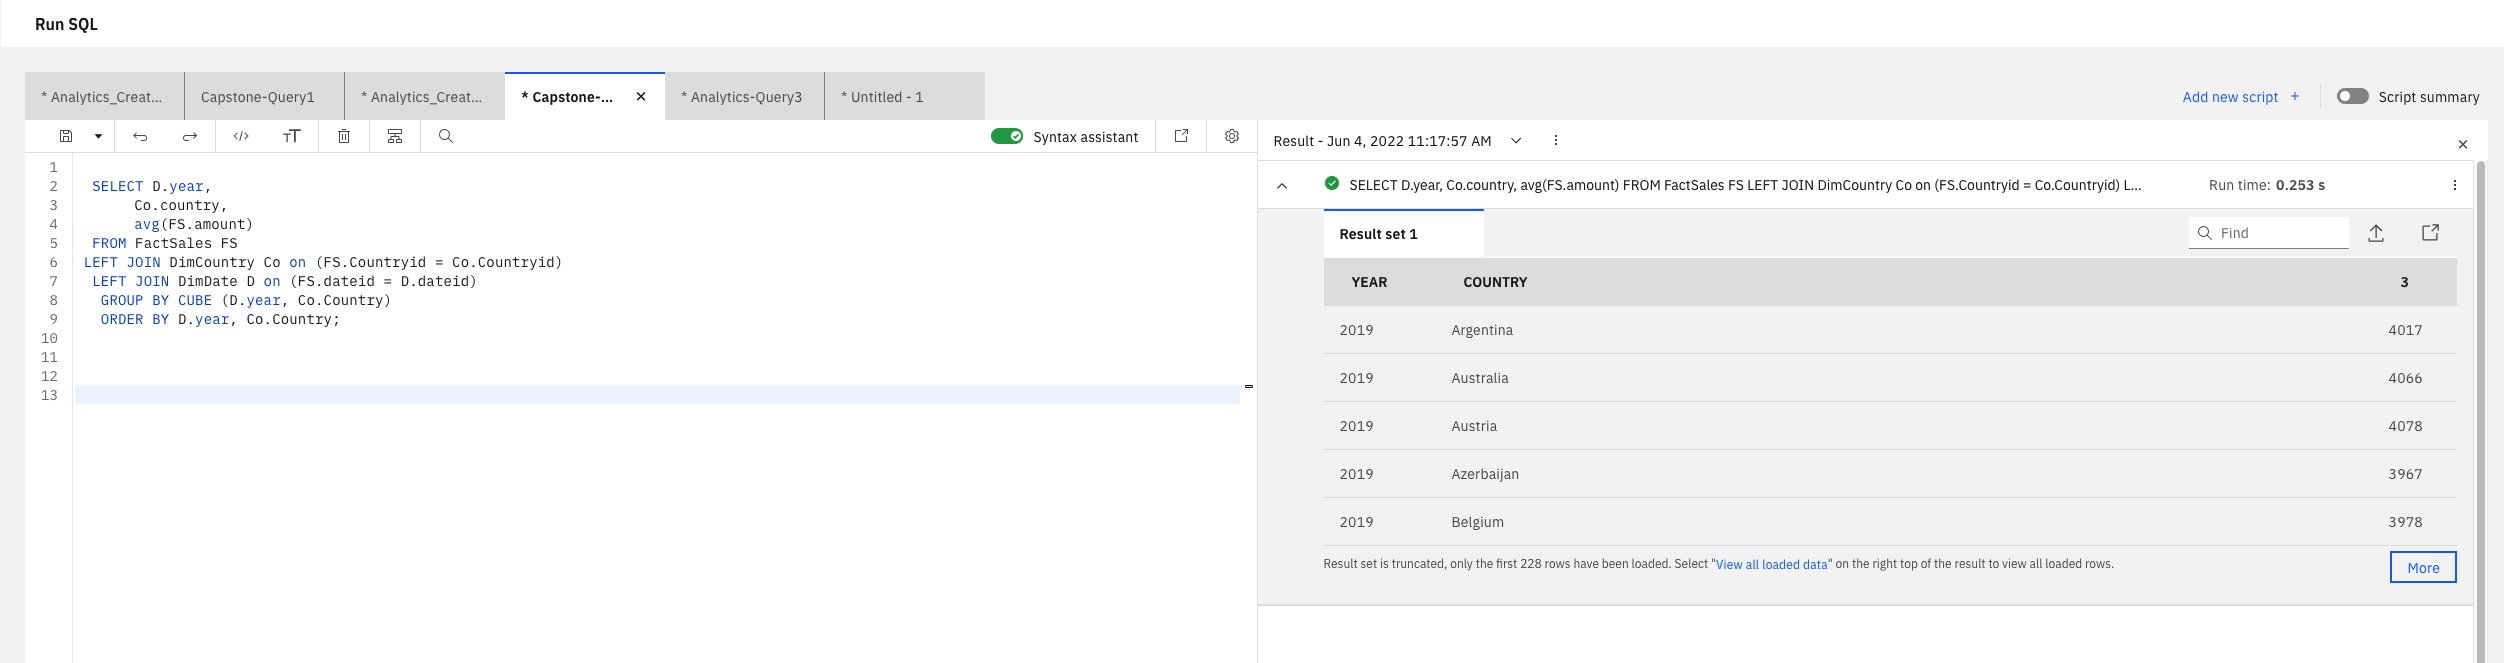 Run SQL
* Analytics_Creat... Capstone-Query1 * Analytics_Creat... * Capstone-... × * Analytics-Query3 * Untitled - 1 Add new script + Script summary
Syntax assistant
1
2 SELECT D.year,
3 Co.country,
4 avg(FS.amount)
5 FROM FactSales FS
6 LEFT JOIN DimCountry Co on (FS.Countryid = Co.Countryid)
7 LEFT JOIN DimDate D on (FS.dateid = D.dateid)
8 GROUP BY CUBE (D.year, Co.Country)
9 ORDER BY D.year, Co.Country;
10
11
12
13
Result - Jun 4, 2022 11:17:57 AM
SELECT D.year, Co.country, avg(FS.amount) FROM FactSales FS LEFT JOIN DimCountry Co on (FS.Countryid = Co.Countryid) L... Run time: 0.253 s
Result set 1 Find
YEAR COUNTRY 3
2019 Argentina 4017
2019 Australia 4066
2019 Austria 4078
2019 Azerbaijan 3967
2019 Belgium 3978
Result set is truncated, only the first 228 rows have been loaded. Select "View all loaded data" on the right top of the result to view all loaded rows. More